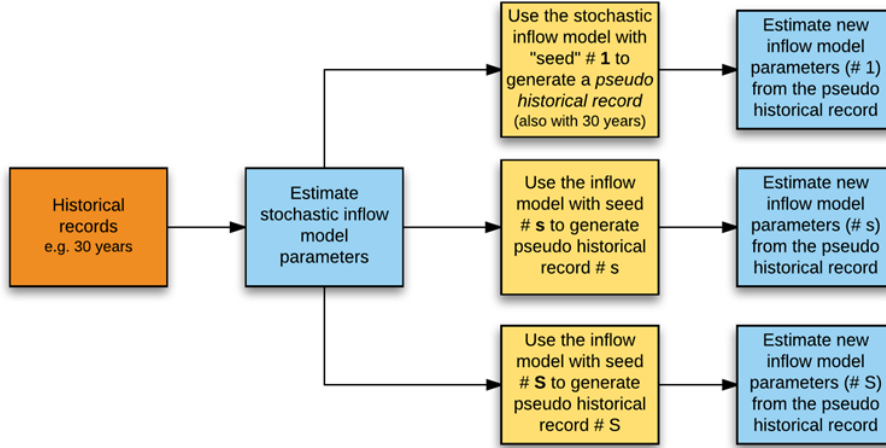 Historical
records
e.g. 30 years
Estimate
stochastic inflow
model
parameters
Use the stochastic
inflow model with
"seed" # 1 to
generate a pseudo
historical record
(also with 30 years)
Estimate new
inflow model
parameters (# 1)
from the pseudo
historical record
Use the inflow
model with seed
# s to generate
pseudo historical
record # s
Estimate new
inflow model
parameters (# s)
from the pseudo
historical record
Use the inflow
model with seed
# S to generate
pseudo historical
record # S
Estimate new
inflow model
parameters (# S)
from the pseudo
historical record